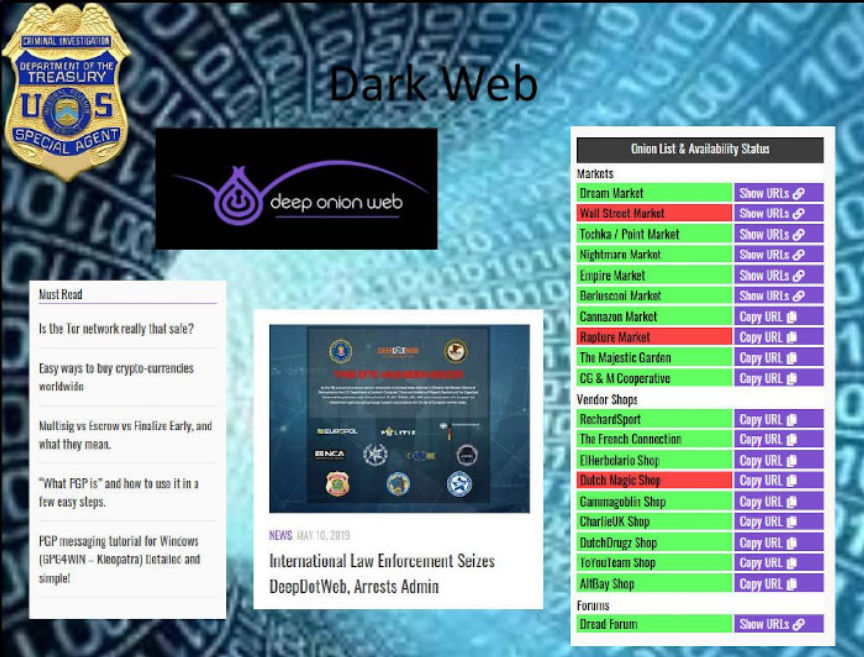 CRIMINAL INVESTIGATION
DEPARTMENT OF THE
TREASURY
U S
SPECIAL AGENT
Dark Web
deep onion web
Must Read
Is the Tor network really that safe?
Easy ways to buy crypto-currencies
worldwide
Multisig vs Escrow vs Finalize Early, and
what they mean.
"What PGP is" and how to use it in a
few easy steps.
PGP messaging tutorial for Windows
(GPG4WIN – Kleopatra) Detailed and
simple!
DEEPDOTWEB
THIS SITE HAS BEEN SEIZED
EUROPOL
NCA
NEWS MAY 10, 2019
International Law Enforcement Seizes
DeepDotWeb, Arrests Admin
Onion List & Availability Status
Markets
Dream Market Show URLs
Wall Street Market Show URLs
Tochka / Point Market Show URLs
Nightmare Market Show URLs
Empire Market Show URLs
Berlusconi Market Show URLs
Cannazon Market Copy URL
Rapture Market Copy URL
The Majestic Garden Copy URL
CG & M Cooperative Copy URL
Vendor Shops
RechardSport Copy URL
The French Connection Copy URL
ElHerbolario Shop Copy URL
Dutch Magic Shop Copy URL
Gammagoblin Shop Copy URL
CharlieUK Shop Copy URL
DutchDrugz Shop Copy URL
ToYouTeam Shop Copy URL
AltBay Shop Copy URL
Forums
Dread Forum Show URLs